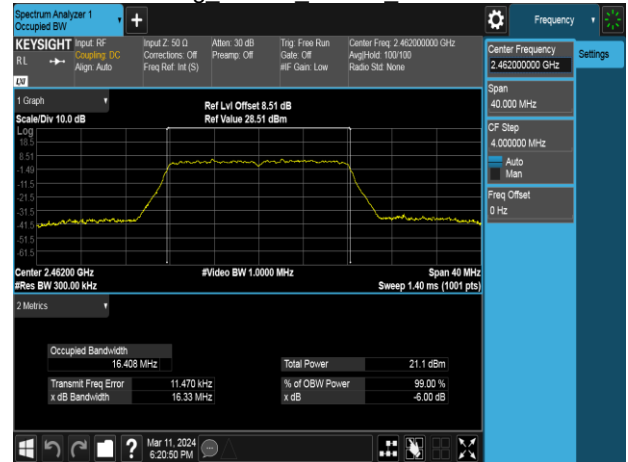 Spectrum Analyzer 1
Occupied BW
Frequency
KEYSIGHT
RL
LXI
Input: RF
Coupling: DC
Align: Auto
Input Z: 50 Ω
Corrections: Off
Freq Ref: Int (S)
Atten: 30 dB
Preamp: Off
Trig: Free Run
Gate: Off
#IF Gain: Low
Center Freq: 2.462000000 GHz
Avg|Hold: 100/100
Radio Std: None
Center Frequency
2.462000000 GHz
Settings
Span
40.000 MHz
CF Step
4.000000 MHz
Auto
Man
Freq Offset
0 Hz
1 Graph
Scale/Div 10.0 dB
Ref Lvl Offset 8.51 dB
Ref Value 28.51 dBm
Log
18.5
8.51
-1.49
-11.5
-21.5
-31.5
-41.5
-51.5
-61.5
Center 2.46200 GHz
#Res BW 300.00 kHz
#Video BW 1.0000 MHz
Span 40 MHz
Sweep 1.40 ms (1001 pts)
2 Metrics
Occupied Bandwidth
16.408 MHz
Total Power 21.1 dBm
Transmit Freq Error 11.470 kHz
% of OBW Power 99.00 %
x dB Bandwidth 16.33 MHz
x dB -6.00 dB
?
Mar 11, 2024
6:20:50 PM